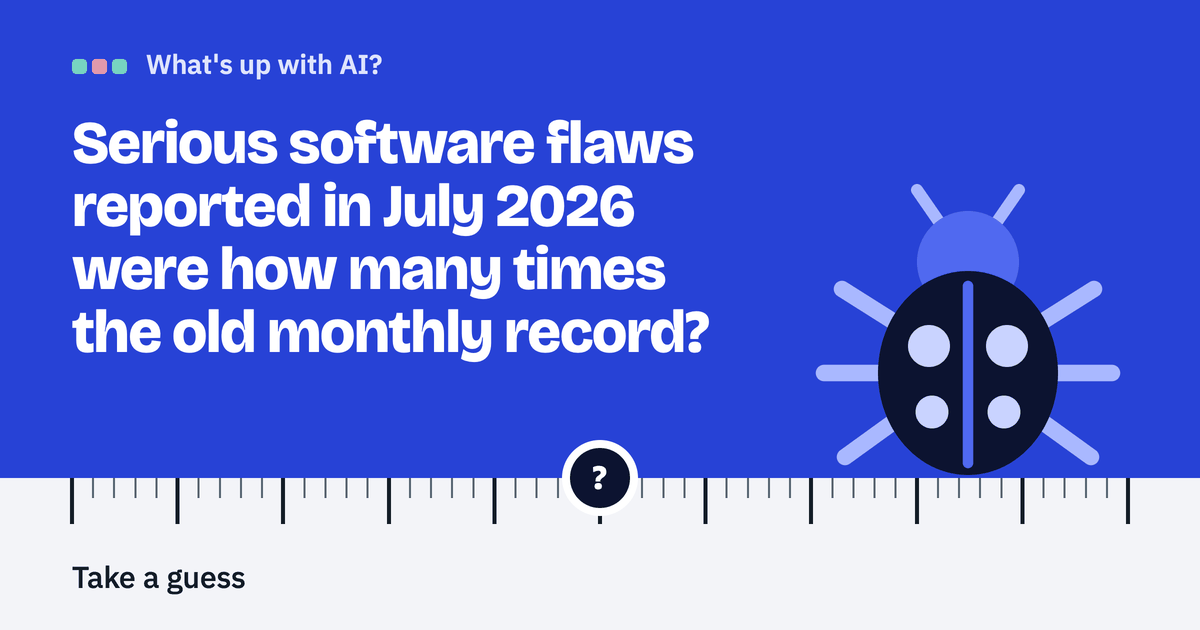 What's up with AI?
Serious software flaws
reported in July 2026
were how many times
the old monthly record?
?
Take a guess